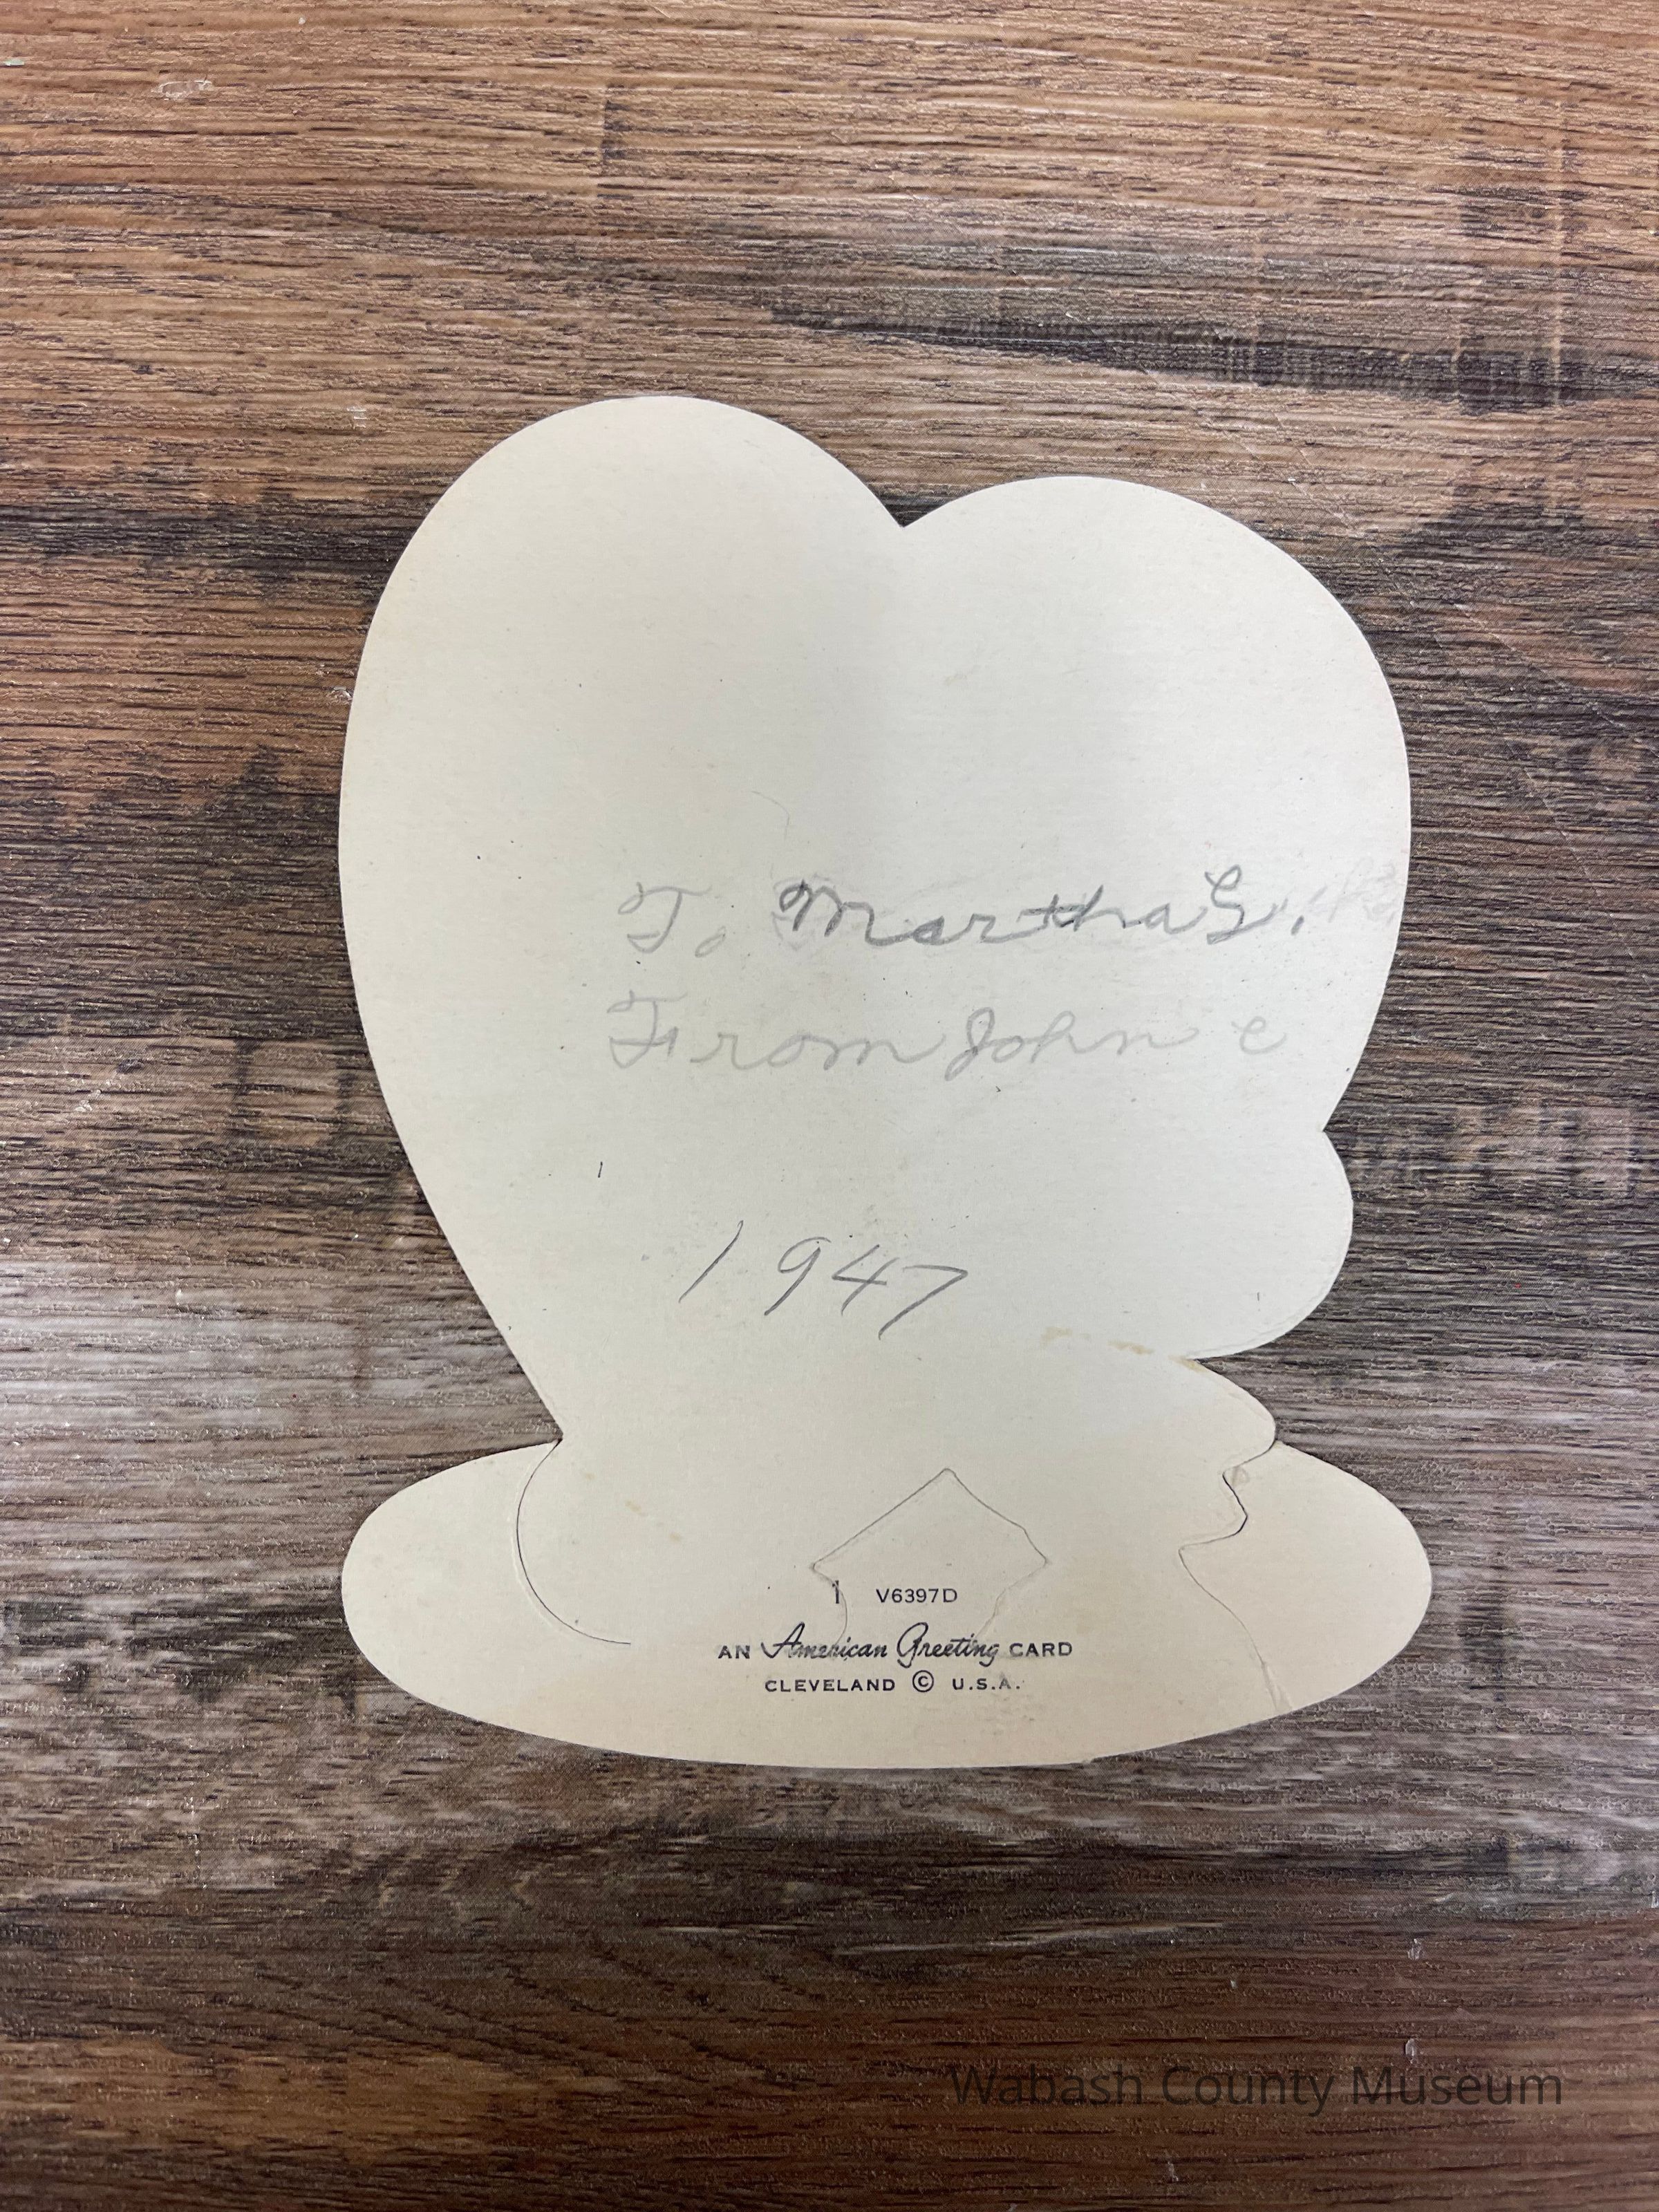 To Martha G.
From John C
1947
1 V6397D
AN American Greeting CARD
CLEVELAND © U.S.A.
Wabash County Museum